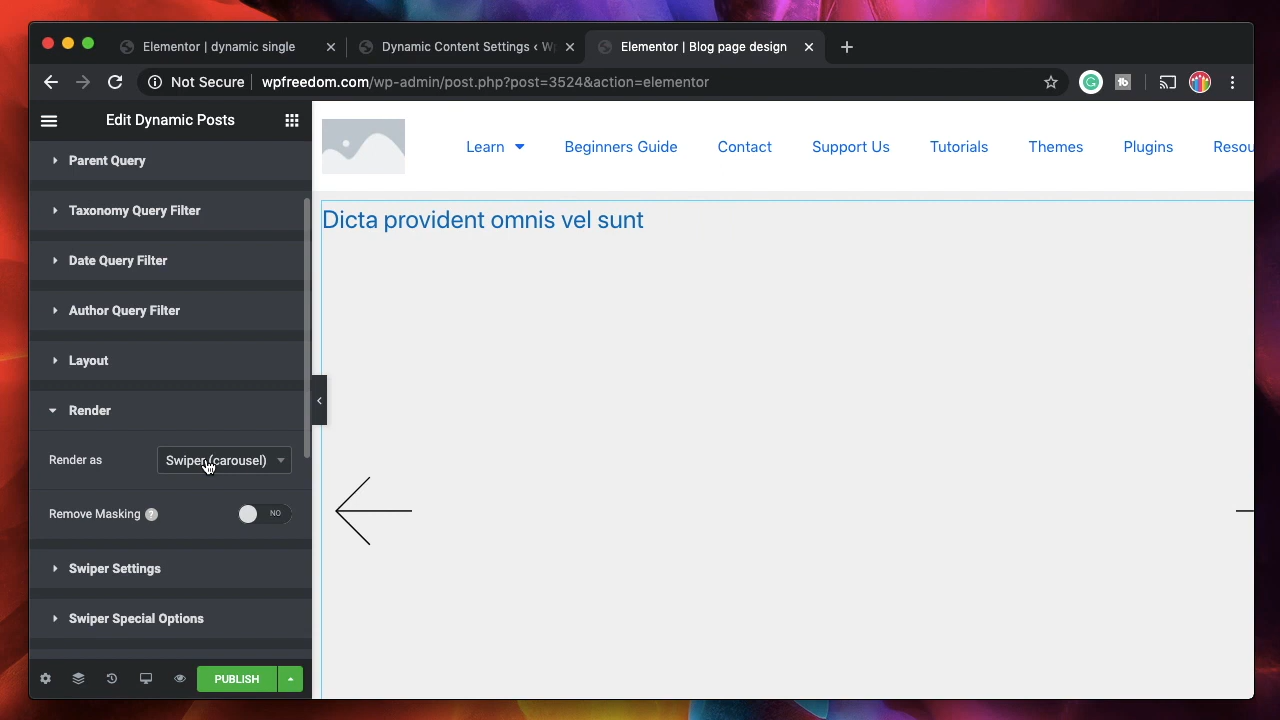 Elementor | dynamic single
Dynamic Content Settings ‹ W
Elementor | Blog page design
Not Secure
wpfreedom.com/wp-admin/post.php?post=3524&action=elementor
Edit Dynamic Posts
Parent Query
Taxonomy Query Filter
Date Query Filter
Author Query Filter
Layout
Render
Render as
Swiper (carousel)
Remove Masking ?
NO
Swiper Settings
Swiper Special Options
PUBLISH
Learn
Beginners Guide
Contact
Support Us
Tutorials
Themes
Plugins
Resou
Dicta provident omnis vel sunt